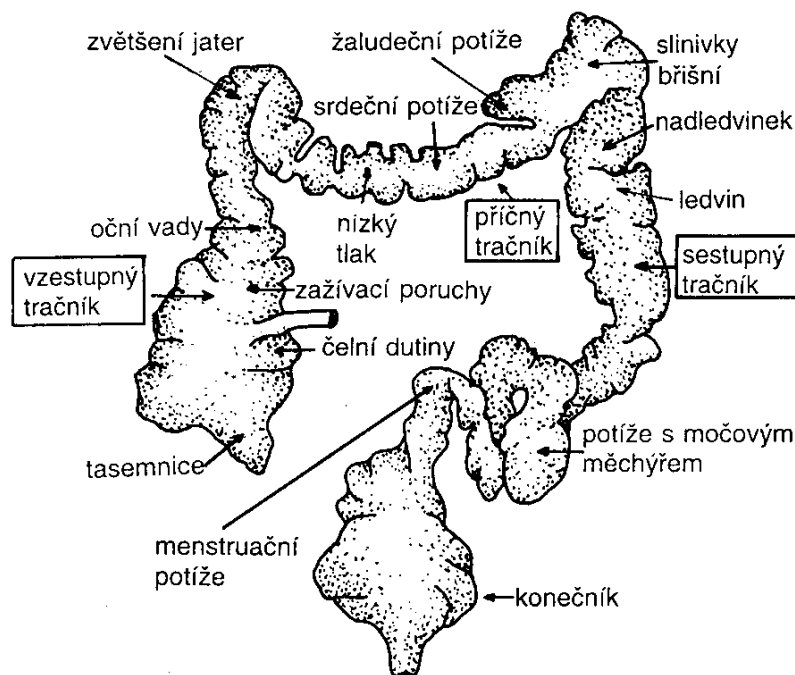 zvětšení jater
žaludeční potíže
slinivky
břišní
srdeční potíže
nadledvinek
ledvin
oční vady
nízký
tlak
příčný
tračník
sestupný
tračník
vzestupný
tračník
zažívací poruchy
čelní dutiny
tasemnice
potíže s močovým
měchýřem
menstruační
potíže
konečník